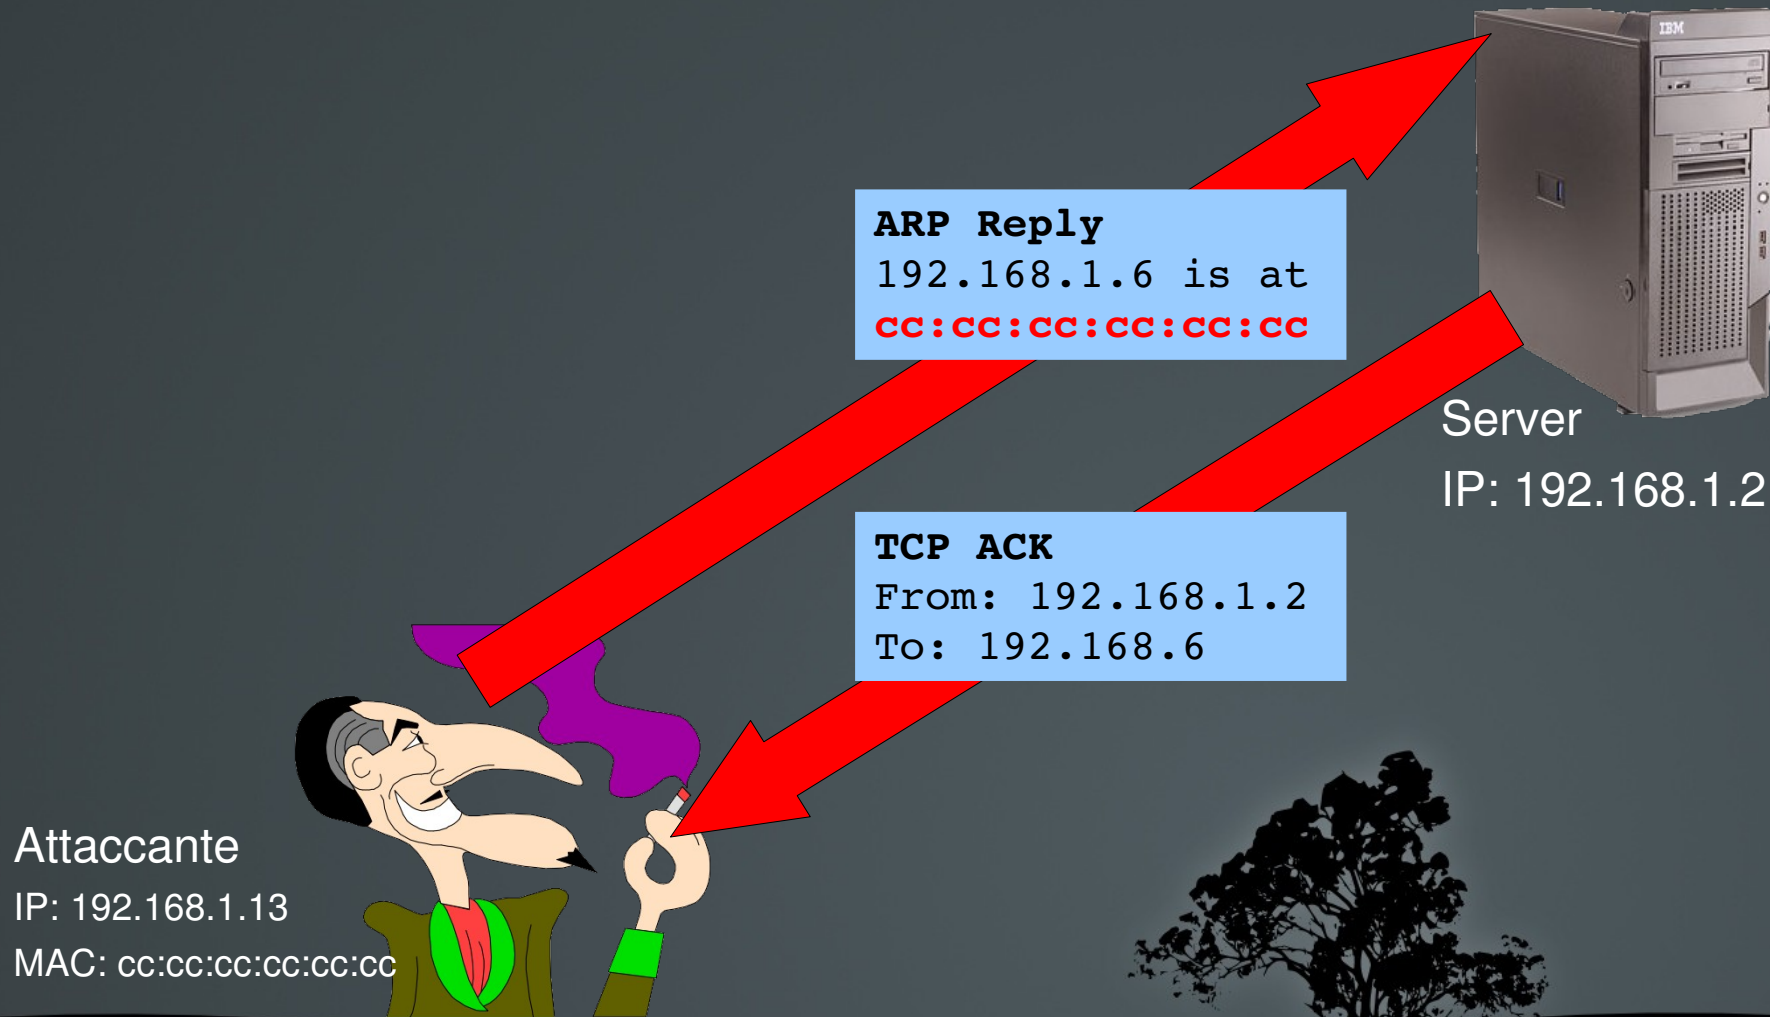 IBM
ARP Reply
192.168.1.6 is at
cc:cc:cc:cc:cc:cc
Server
IP: 192.168.1.2
TCP ACK
From: 192.168.1.2
To: 192.168.6
Attaccante
IP: 192.168.1.13
MAC: cc:cc:cc:cc:cc:cc